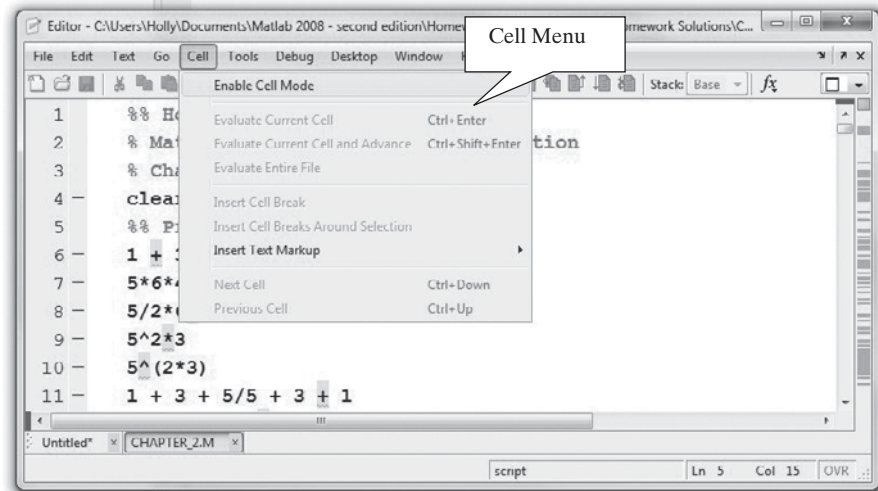 Editor - C:\Users\Holly\Documents\Matlab 2008 - second edition\Home
mework Solutions\C...
Cell Menu
File Edit Text Go Cell Tools Debug Desktop Window
Stack: Base fx
Enable Cell Mode
Evaluate Current Cell Ctrl+Enter
Evaluate Current Cell and Advance Ctrl+Shift+Enter
Evaluate Entire File
Insert Cell Break
Insert Cell Breaks Around Selection
Insert Text Markup
Next Cell Ctrl+Down
Previous Cell Ctrl+Up
1 %% Ho
2 % Mat tion
3 % Cha
4 - clear
5 %% Pr
6 - 1 +
7 - 5*6*
8 - 5/2*
9 - 5^2*3
10 - 5^(2*3)
11 - 1 + 3 + 5/5 + 3 + 1
Untitled* × CHAPTER_2.M ×
script Ln 5 Col 15 OVR